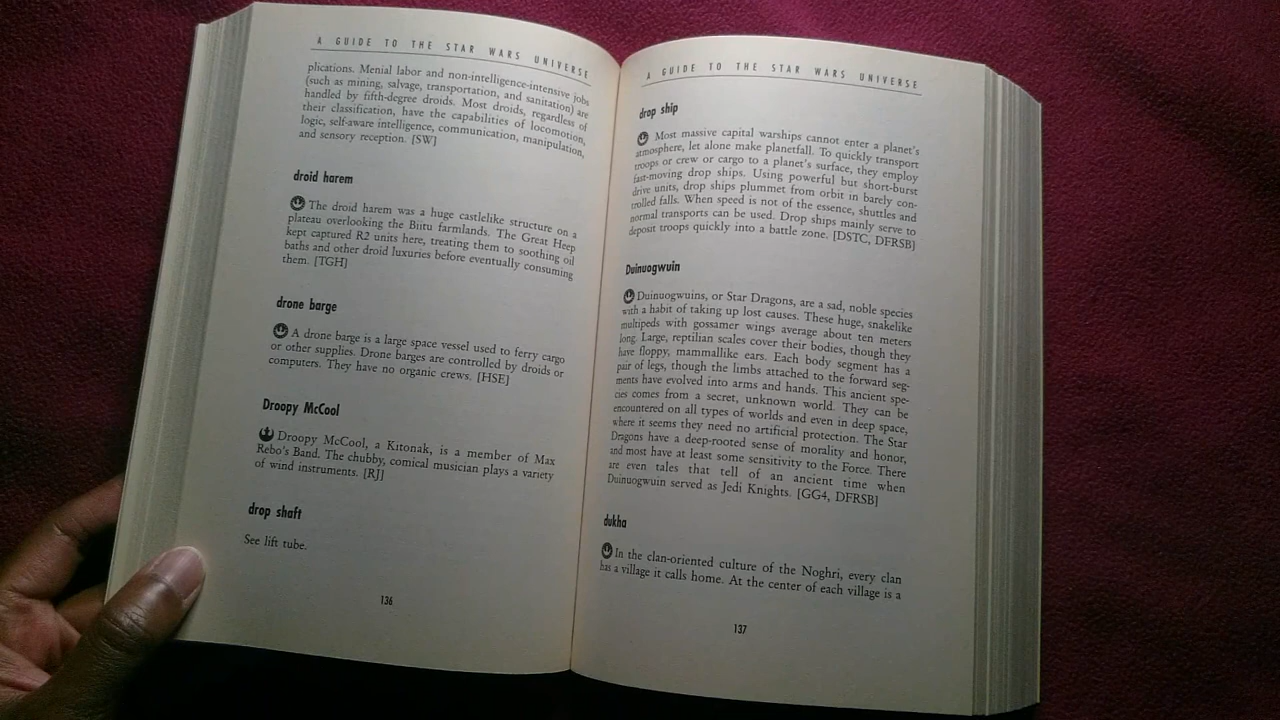 A GUIDE TO THE STAR WARS UNIVERSE
plications. Menial labor and non-intelligence-intensive jobs
(such as mining, salvage, transportation, and sanitation) are
handled by fifth-degree droids. Most droids, regardless of
their classification, have the capabilities of locomotion,
logic, self-aware intelligence, communication, manipulation,
and sensory reception. [SW]
droid harem
The droid harem was a huge castlelike structure on a
plateau overlooking the Biitu farmlands. The Great Heep
kept captured R2 units here, treating them to soothing oil
baths and other droid luxuries before eventually consuming
them. [TGH]
drone barge
A drone barge is a large space vessel used to ferry cargo
or other supplies. Drone barges are controlled by droids or
computers. They have no organic crews. [HSE]
Droopy McCool
Droopy McCool, a Kitonak, is a member of Max
Rebo's Band. The chubby, comical musician plays a variety
of wind instruments. [RJ]
drop shaft
See lift tube.
136
A GUIDE TO THE STAR WARS UNIVERSE
drop ship
Most massive capital warships cannot enter a planet's
atmosphere, let alone make planetfall. To quickly transport
troops or crew or cargo to a planet's surface, they employ
fast-moving drop ships. Using powerful but short-burst
drive units, drop ships plummet from orbit in barely con-
trolled falls. When speed is not of the essence, shuttles and
normal transports can be used. Drop ships mainly serve to
deposit troops quickly into a battle zone. [DSTC, DFRSB]
Duinuogwuin
Duinuogwuins, or Star Dragons, are a sad, noble species
with a habit of taking up lost causes. These huge, snakelike
multipeds with gossamer wings average about ten meters
long. Large, reptilian scales cover their bodies, though they
have floppy, mammallike ears. Each body segment has a
pair of legs, though the limbs attached to the forward seg-
ments have evolved into arms and hands. This ancient spe-
cies comes from a secret, unknown world. They can be
encountered on all types of worlds and even in deep space,
where it seems they need no artificial protection. The Star
Dragons have a deep-rooted sense of morality and honor,
and most have at least some sensitivity to the Force. There
are even tales that tell of an ancient time when
Duinuogwuin served as Jedi Knights. [GG4, DFRSB]
dukha
In the clan-oriented culture of the Noghri, every clan
has a village it calls home. At the center of each village is a
137